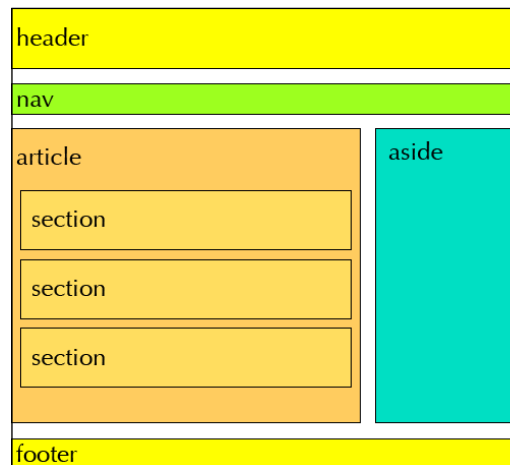 header
nav
article
aside
section
section
section
footer